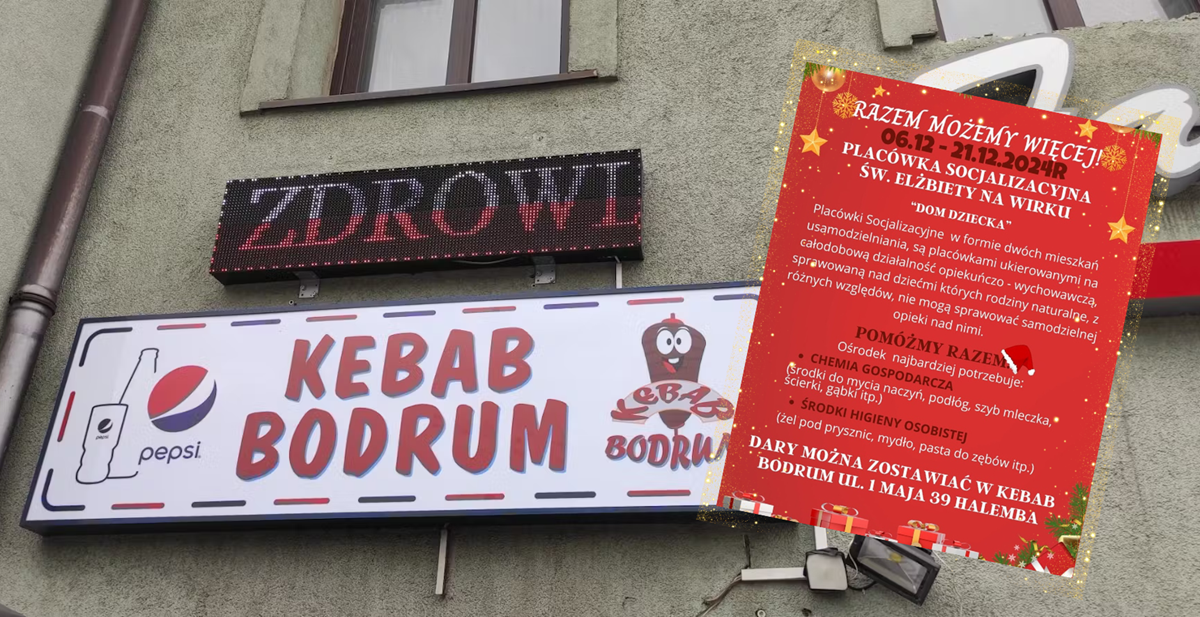 ZDROWI
pepsi
KEBAB
BODRUM
KEBAB
BODRUM
RAZEM MOŻEMY WIĘCEJ!
06.12 - 21.12.2024R
PLACÓWKA SOCJALIZACYJNA
ŚW. ELŻBIETY NA WIRKU
“DOM DZIECKA”
Placówki Socjalizacyjne w formie dwóch mieszkań
usamodzielniania, są placówkami ukierowanymi na
całodobową działalność opiekuńczo - wychowawczą,
sprawowaną nad dziećmi których rodziny naturalne, z
różnych względów, nie mogą sprawować samodzielnej
opieki nad nimi.
POMÓŻMY RAZEM
Ośrodek najbardziej potrzebuje:
• CHEMIA GOSPODARCZA
(środki do mycia naczyń, podłóg, szyb mleczka,
ścierki, gąbki itp.)
• ŚRODKI HIGIENY OSOBISTEJ
(żel pod prysznic, mydło, pasta do zębów itp.)
DARY MOŻNA ZOSTAWIAĆ W KEBAB
BODRUM UL. 1 MAJA 39 HALEMBA